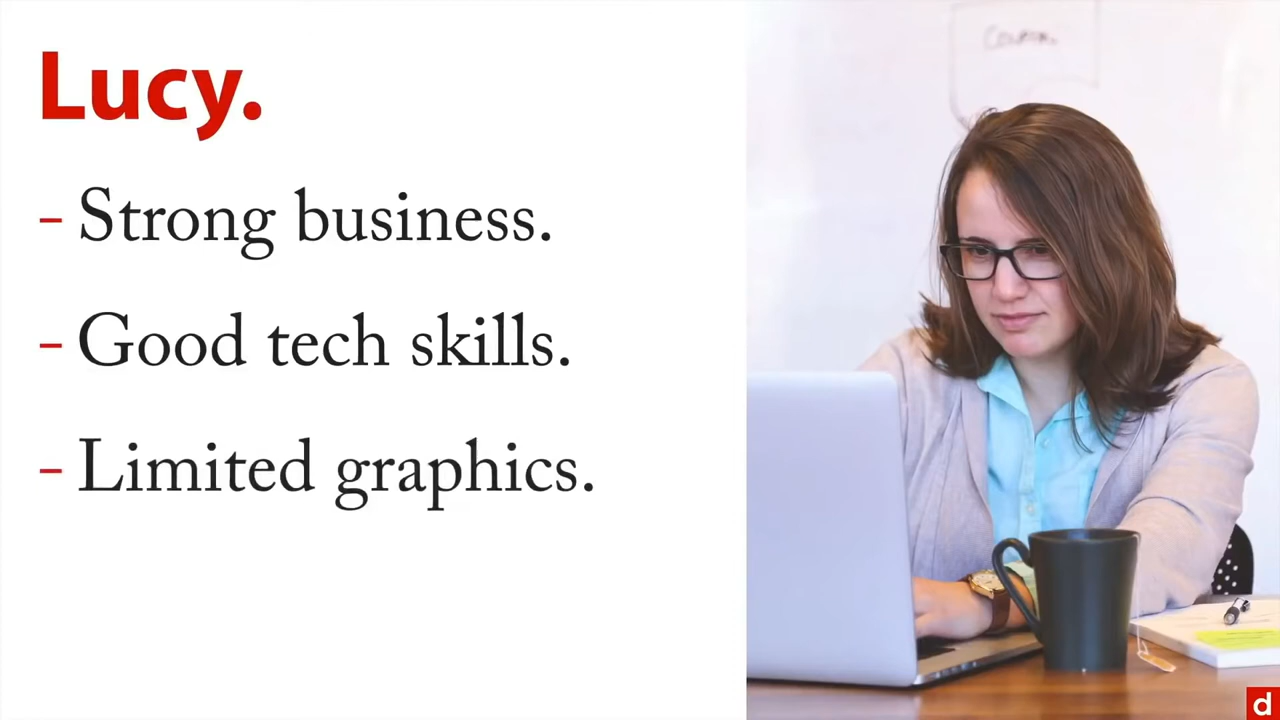 Lucy.
- Strong business.
- Good tech skills.
- Limited graphics.
d